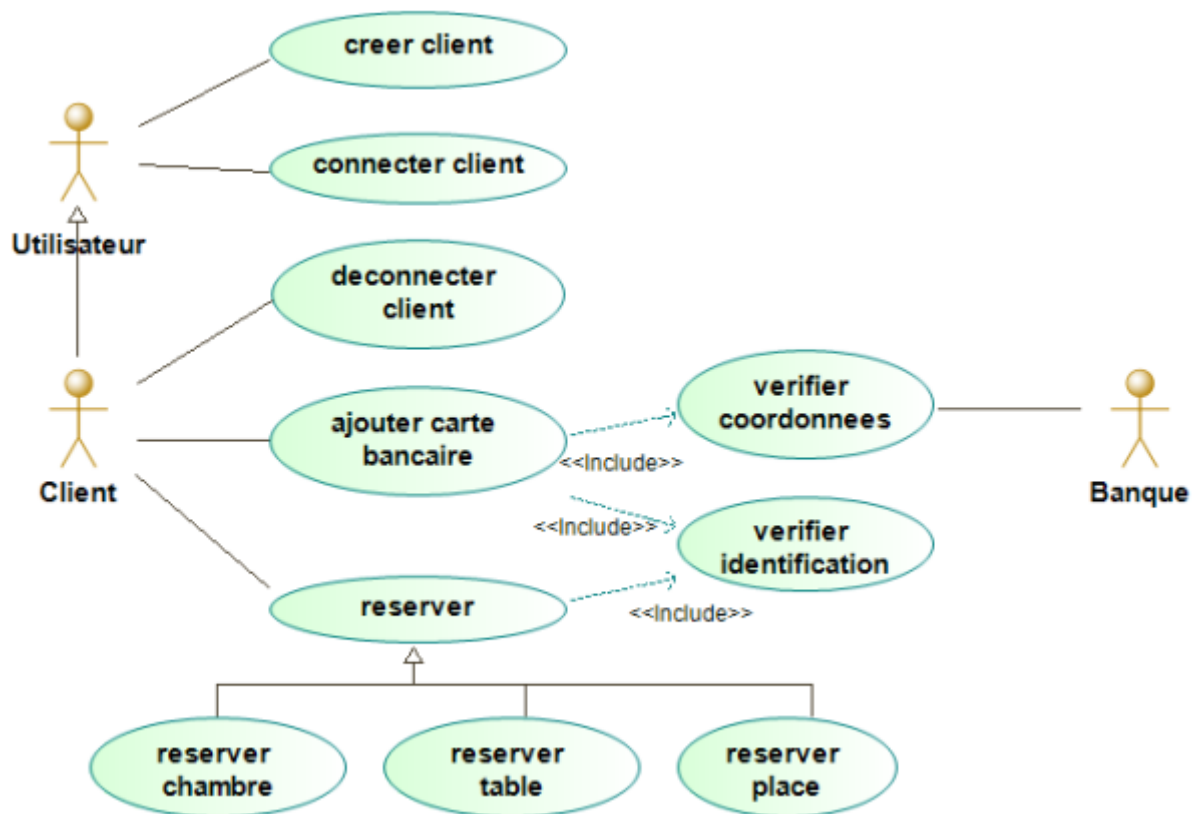 creer client
connecter client
Utilisateur
deconnecter
client
verifier
coordonnees
ajouter carte
bancaire
<<Include>>
Client
Banque
<<Include>>
verifier
identification
reserver
<<Include>>
reserver
chambre
reserver
table
reserver
place